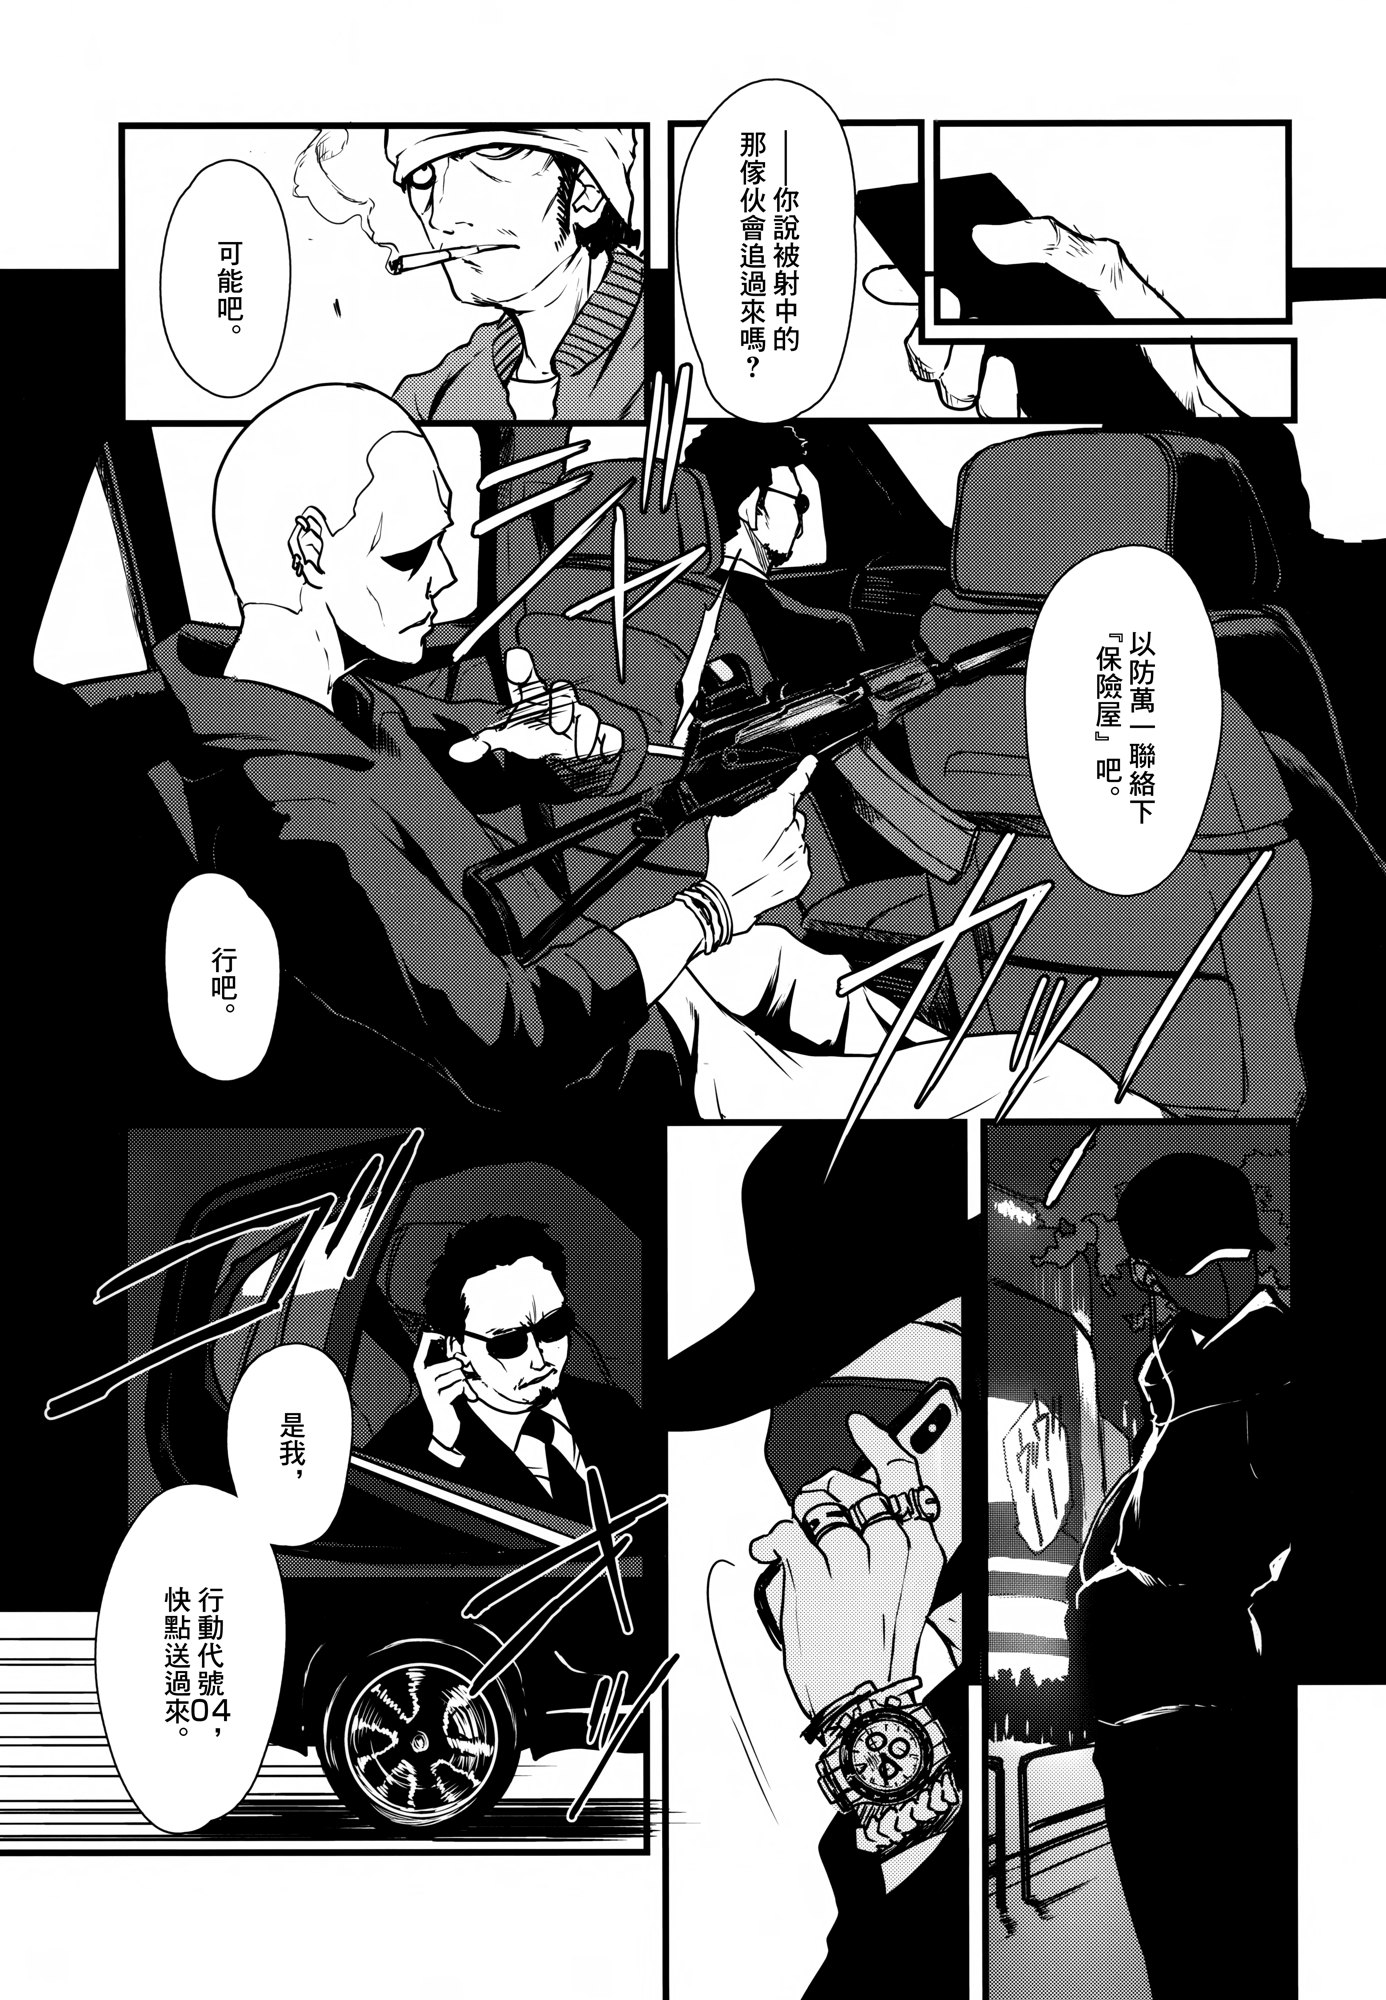 ——你說被射中的
那傢伙會追過來嗎?
可能吧。
以防萬一聯絡下
『保險屋』吧。
行吧。
是我,
行動代號04,
快點送過來。